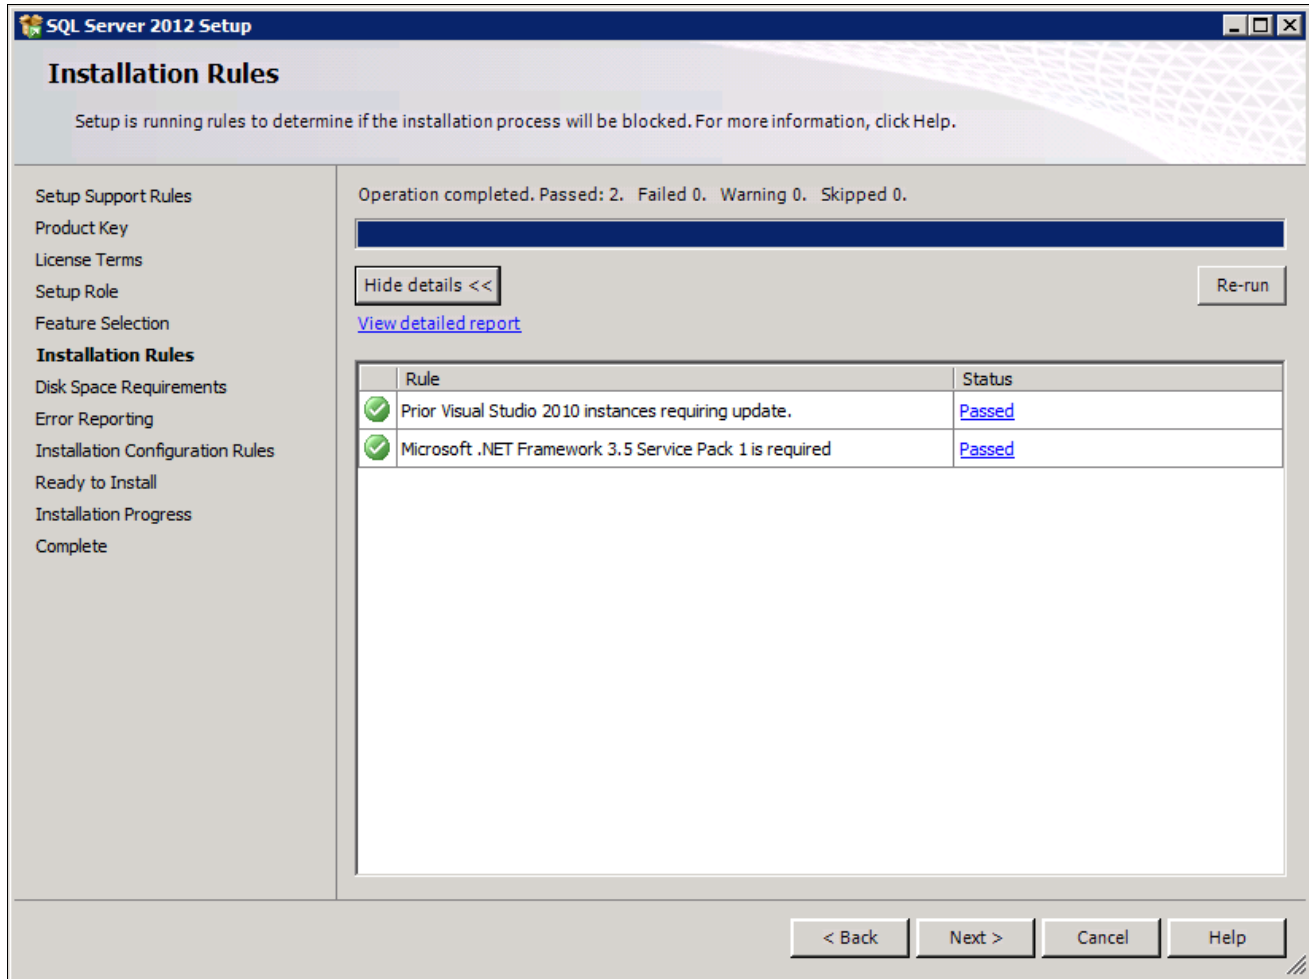 SQL Server 2012 Setup
Installation Rules
Setup is running rules to determine if the installation process will be blocked. For more information, click Help.
Setup Support Rules
Product Key
License Terms
Setup Role
Feature Selection
Installation Rules
Disk Space Requirements
Error Reporting
Installation Configuration Rules
Ready to Install
Installation Progress
Complete
Operation completed. Passed: 2. Failed 0. Warning 0. Skipped 0.
Hide details <<
Re-run
View detailed report
Rule Status
Prior Visual Studio 2010 instances requiring update. Passed
Microsoft .NET Framework 3.5 Service Pack 1 is required Passed
< Back Next > Cancel Help